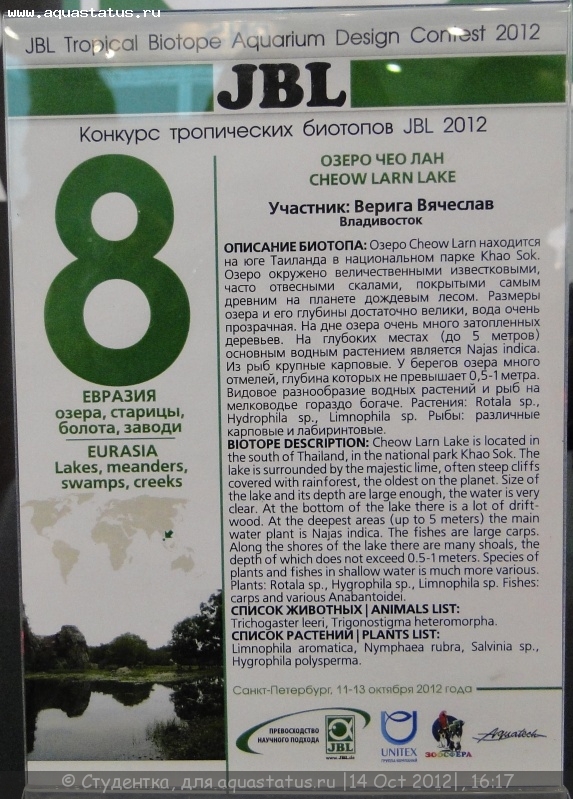 www.aquastatus.ru
JBL Tropical Biotope Aquarium Design Contest 2012
JBL
Конкурс тропических биотопов JBL 2012
8
ЕВРАЗИЯ
озера, старицы,
болота, заводи
EURASIA
Lakes, meanders,
swamps, creeks
ОЗЕРО ЧЕО ЛАН
CHEOW LARN LAKE
Участник: Верига Вячеслав
Владивосток
ОПИСАНИЕ БИОТОПА: Озеро Cheow Larn находится
на юге Таиланда в национальном парке Khao Sok.
Озеро окружено величественными известковыми,
часто отвесными скалами, покрытыми самым
древним на планете дождевым лесом. Размеры
озера и его глубины достаточно велики, вода очень
прозрачная. На дне озера очень много затопленных
деревьев. На глубоких местах (до 5 метров)
основным водным растением является Najas indica.
Из рыб крупные карповые. У берегов озера много
отмелей, глубина которых не превышает 0,5-1 метра.
Видовое разнообразие водных растений и рыб на
мелководье гораздо богаче. Растения: Rotala sp.,
Hydrophila sp., Limnophila sp. Рыбы: различные
карповые и лабиринтовые.
BIOTOPE DESCRIPTION: Cheow Larn Lake is located in
the south of Thailand, in the national park Khao Sok. The
lake is surrounded by the majestic lime, often steep cliffs
covered with rainforest, the oldest on the planet. Size of
the lake and its depth are large enough, the water is very
clear. At the bottom of the lake there is a lot of drift-
wood. At the deepest areas (up to 5 meters) the main
water plant is Najas indica. The fishes are large carps.
Along the shores of the lake there are many shoals, the
depth of which does not exceed 0.5-1 meters. Species of
plants and fishes in shallow water is much more various.
Plants: Rotala sp., Hygrophila sp., Limnophila sp. Fishes:
carps and various Anabantoidei.
СПИСОК ЖИВОТНЫХ | ANIMALS LIST:
Trichogaster leeri, Trigonostigma heteromorpha.
СПИСОК РАСТЕНИЙ | PLANTS LIST:
Limnophila aromatica, Nymphaea rubra, Salvinia sp.,
Hygrophila polysperma.
Санкт-Петербург, 11-13 октября 2012 года
ПРЕВОСХОДСТВО
НАУЧНОГО ПОДХОДА
JBL
www.JBL.de
UNITEX
ЗООСФЕРА
Aquatech
© Студентка, для aquastatus.ru |14 Oct 2012|, 16:17